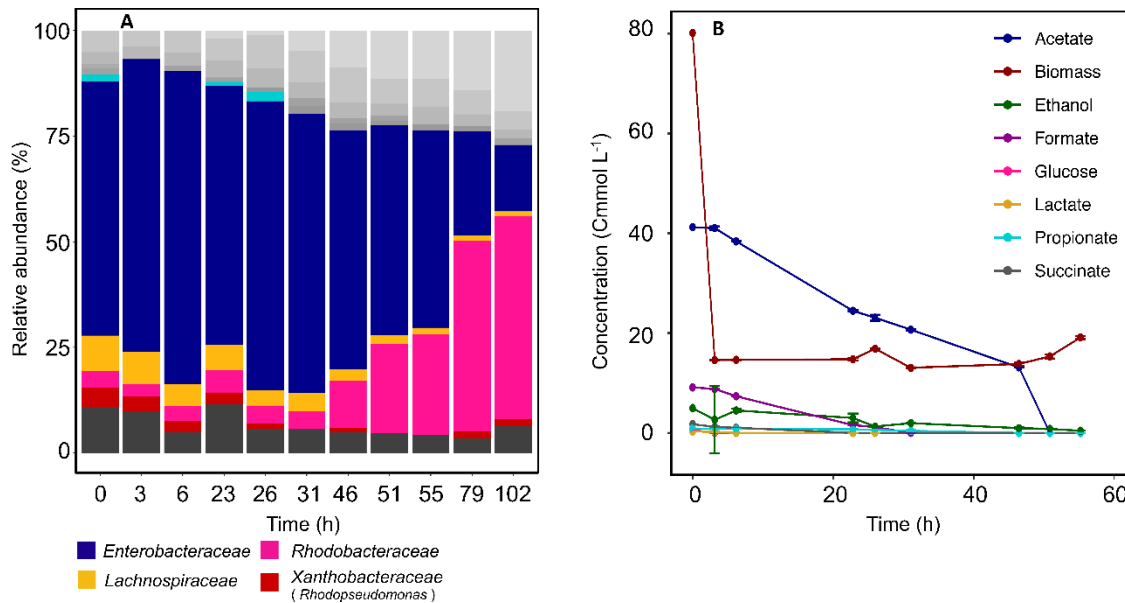 A
100
75
50
25
0
Relative abundance (%)
0 3 6 23 26 31 46 51 55 79 102
Time (h)
Enterobacteraceae
Rhodobacteraceae
Lachnospiraceae
Xanthobacteraceae
( Rhodopseudomonas )
B
80
60
40
20
0
Concentration (Cmmol L⁻¹)
0 20 40 60
Time (h)
Acetate
Biomass
Ethanol
Formate
Glucose
Lactate
Propionate
Succinate